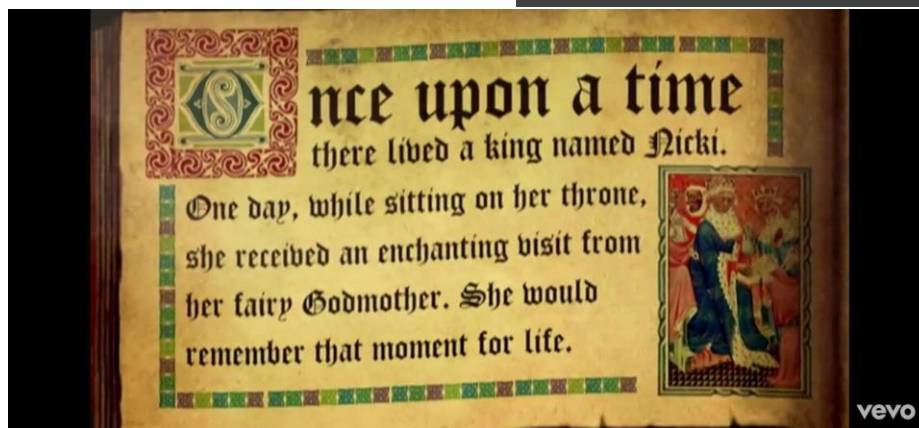 Once upon a time
there lived a king named Nicki.
One day, while sitting on her throne,
she received an enchanting visit from
her fairy Godmother. She would
remember that moment for life.
vevo